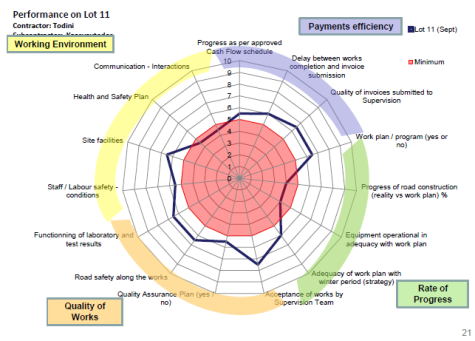 Performance on Lot 11
Contractor: Todini
Working Environment
Payments efficiency
Lot 11 (Sept)
Minimum
Progress as per approved
Cash Flow schedule
Delay between works
completion and invoice
submission
Quality of invoices submitted to
Supervision
Work plan / program (yes or
no)
Progress of road construction
(reality vs work plan) %
Equipment operational in
adequacy with work plan
Adequacy of work plan with
winter period (strategy)
Acceptance of works by
Supervision Team
Quality Assurance Plan (yes /
no)
Road safety along the works
Functionning of laboratory and
test results
Staff / Labour safety -
conditions
Site facilities
Health and Safety Plan
Communication - Interactions
10
9
8
7
6
5
4
3
2
1
0
Rate of
Progress
Quality of
Works
21